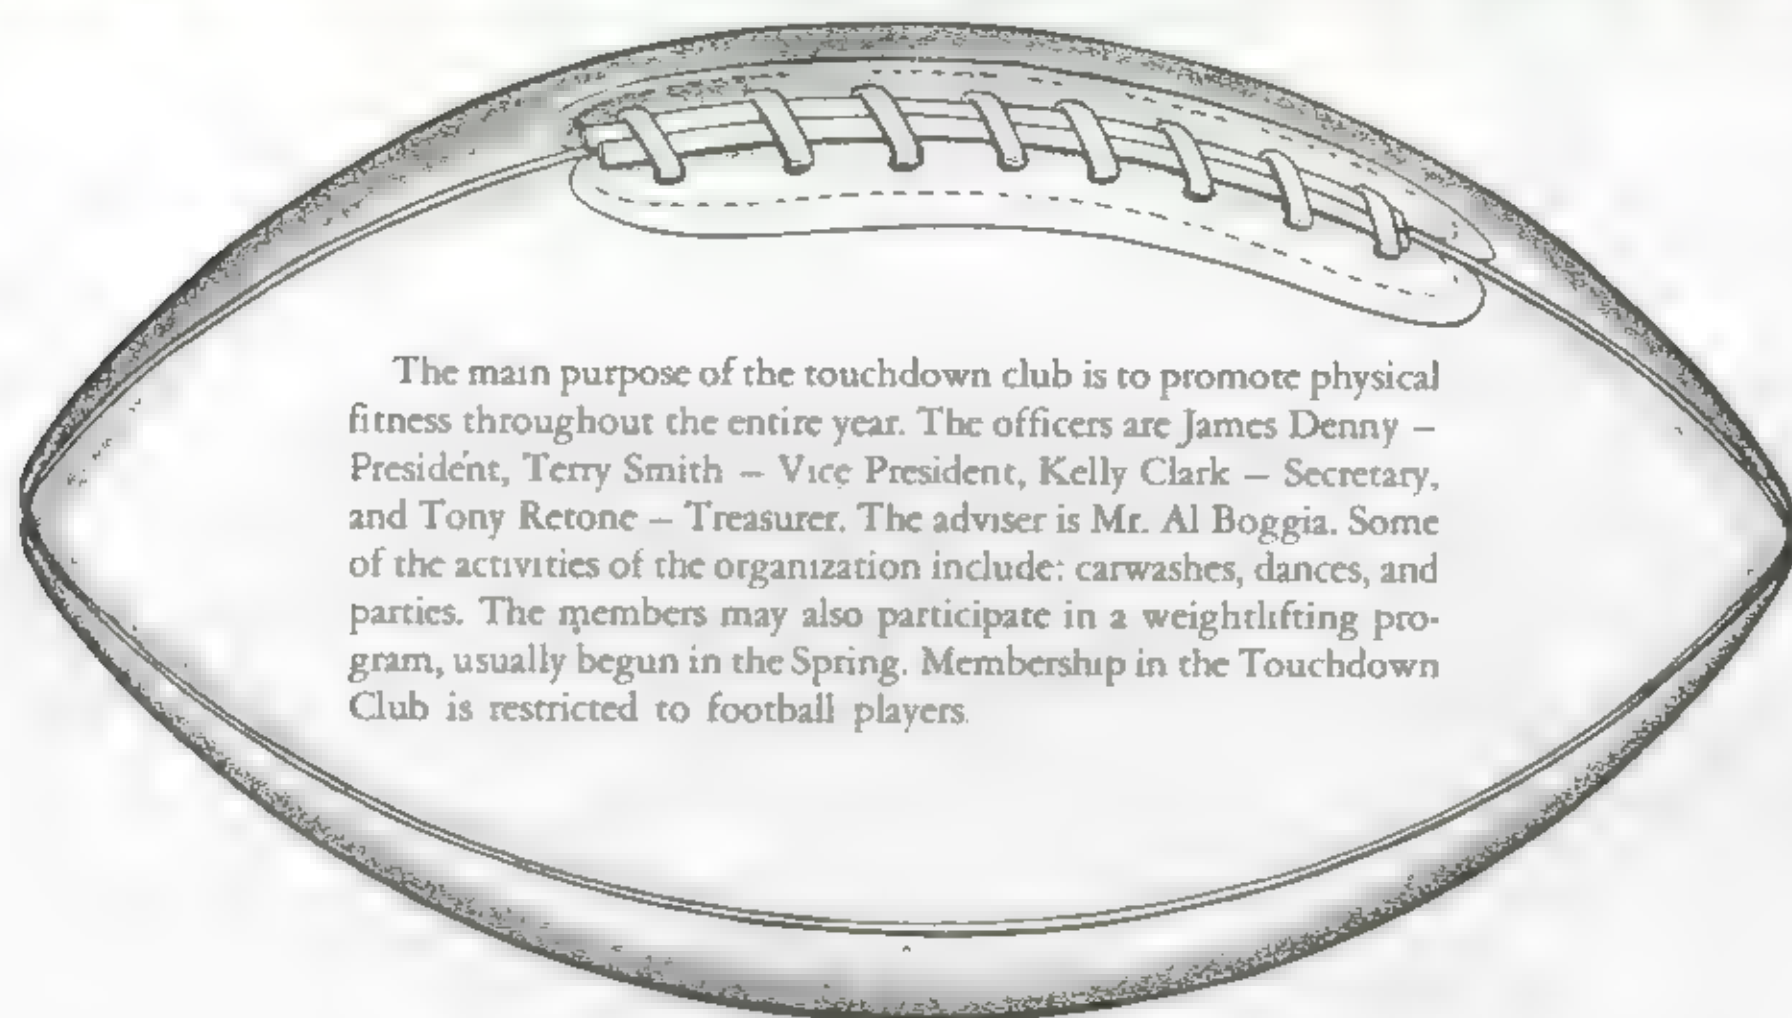 The main purpose of the touchdown club is to promote physical
fitness throughout the entire year. The officers are James Denny –
President, Terry Smith – Vice President, Kelly Clark – Secretary,
and Tony Retone – Treasurer. The adviser is Mr. Al Boggia. Some
of the activities of the organization include: carwashes, dances, and
parties. The members may also participate in a weightlifting pro-
gram, usually begun in the Spring. Membership in the Touchdown
Club is restricted to football players.